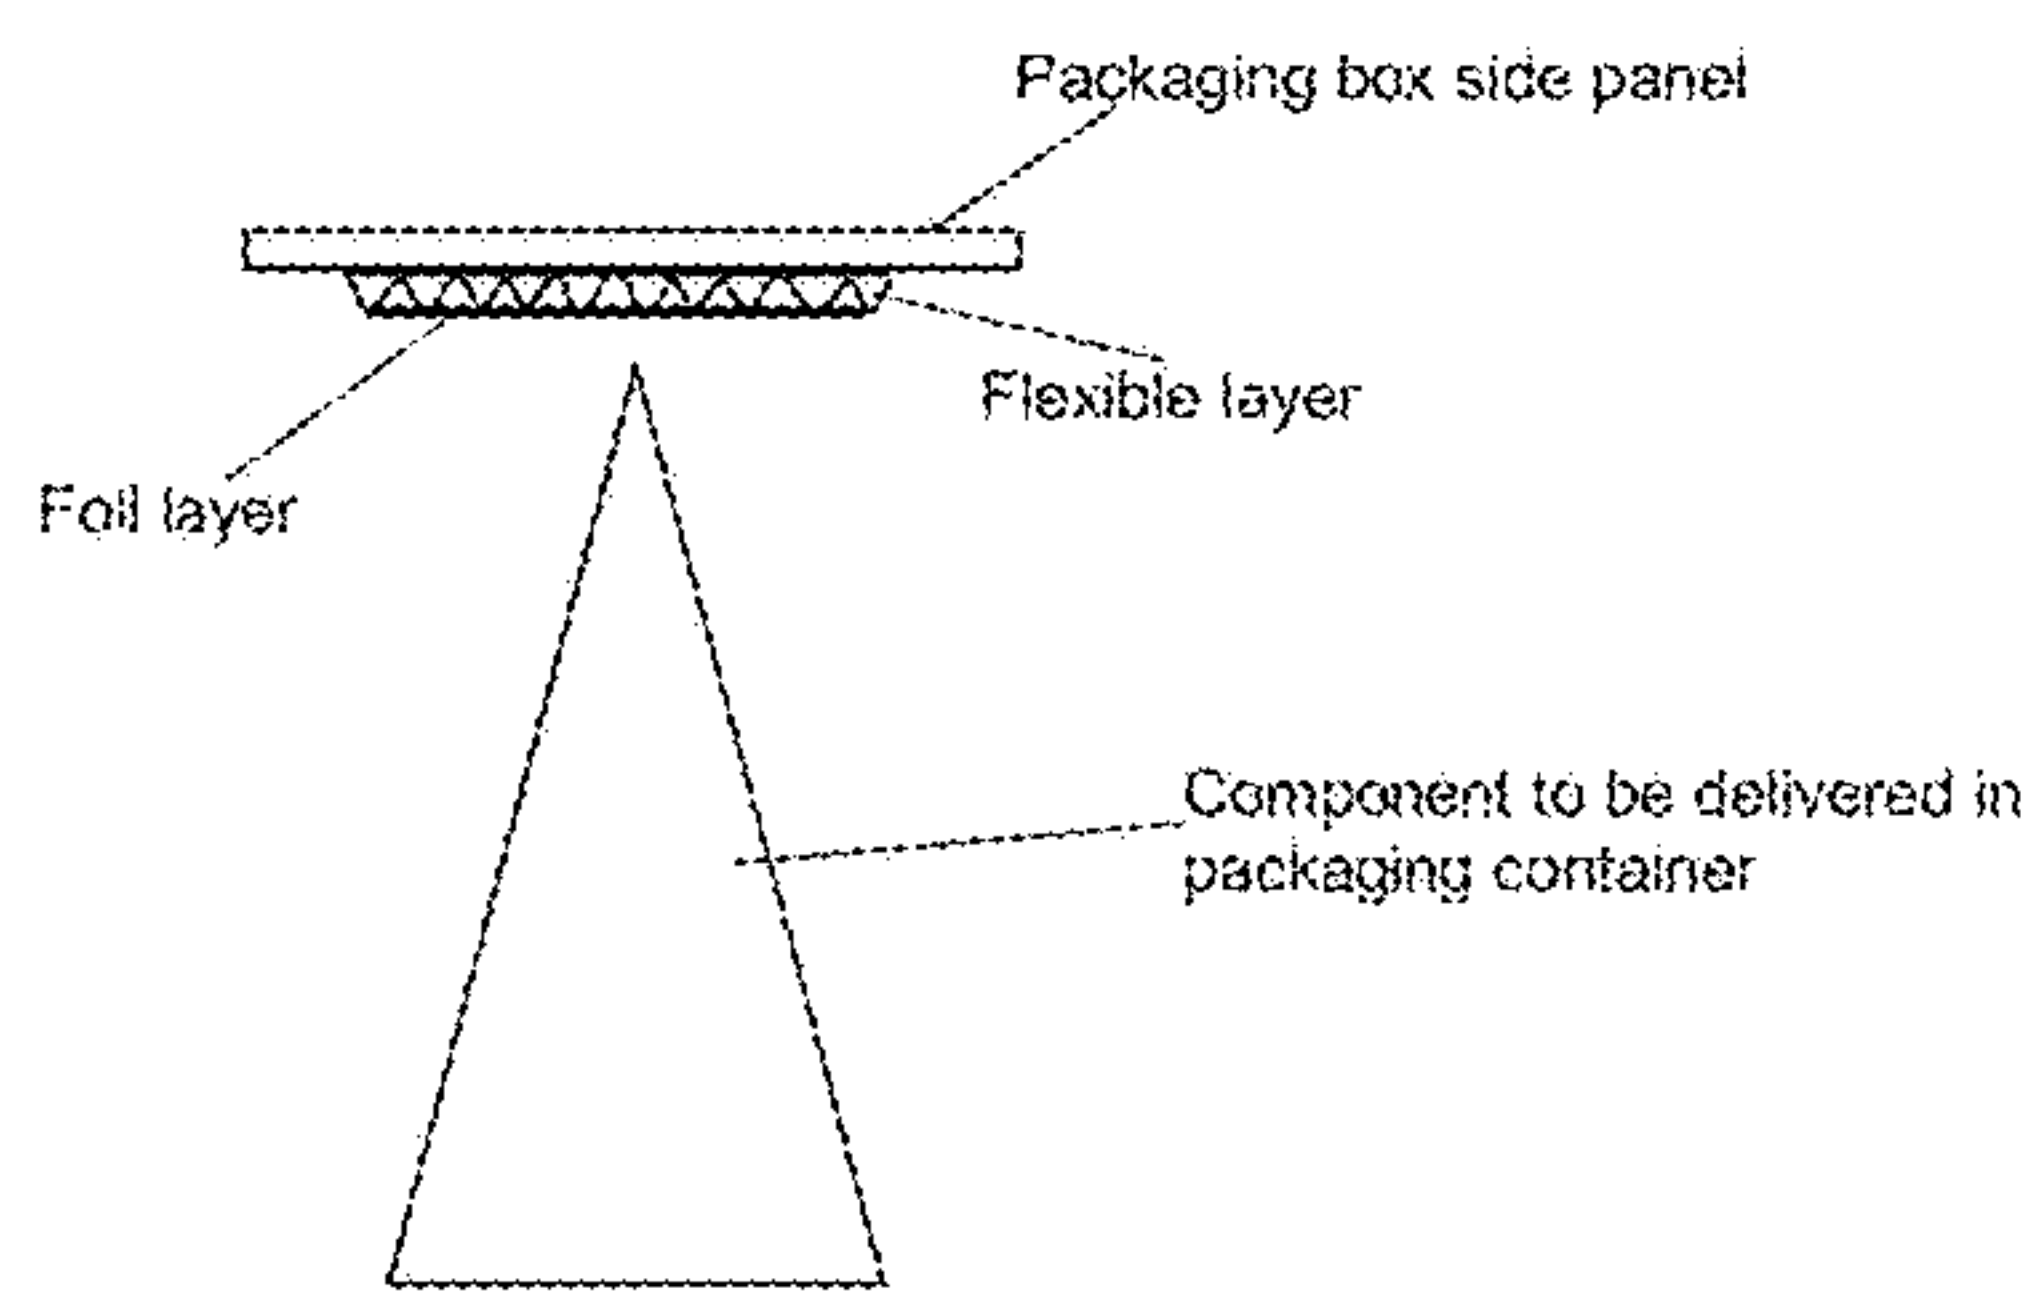 Packaging box side panel
Flexible layer
Foil layer
Component to be delivered in
packaging container